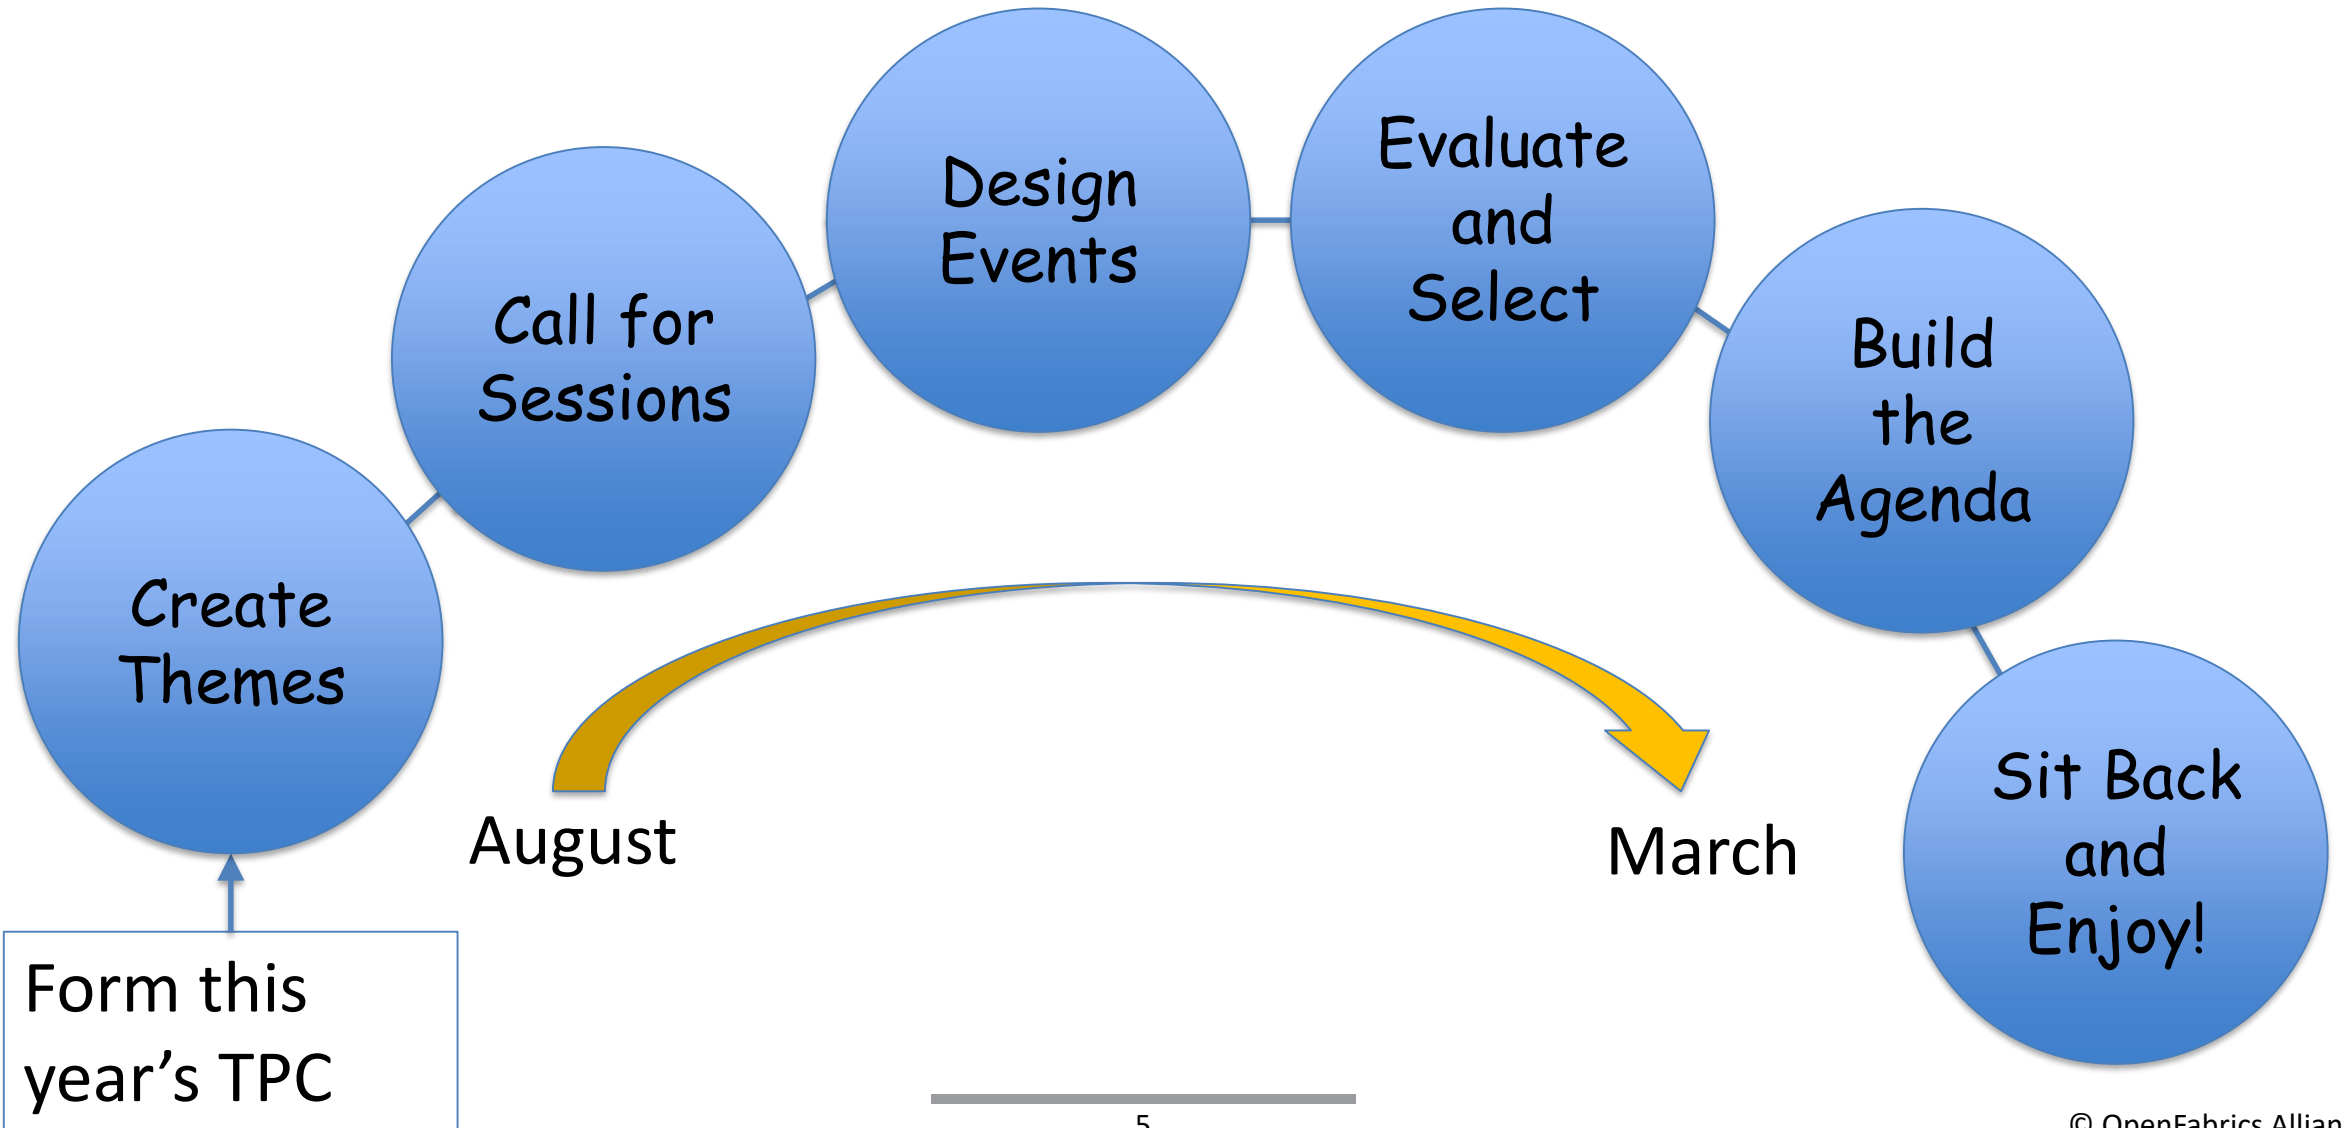 Create
Themes
Call for
Sessions
Design
Events
Evaluate
and
Select
Build
the
Agenda
Sit Back
and
Enjoy!
August
March
Form this
year’s TPC
5
© OpenFabrics